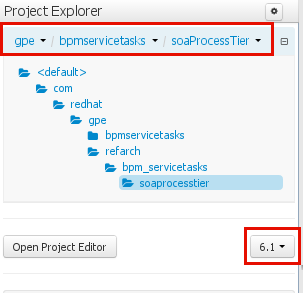 Project Explorer
gpe / bpmservicetasks / soaProcessTier
<default>
com
redhat
gpe
bpmservicetasks
refarch
bpm_servicetasks
soaprocesstier
Open Project Editor 6.1